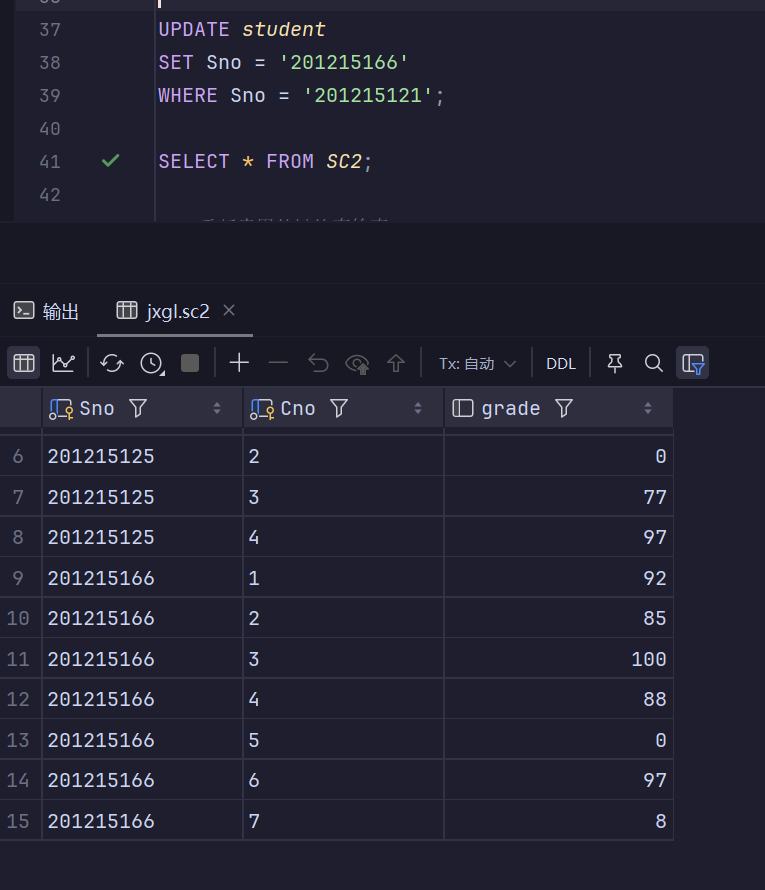 37 UPDATE student
38 SET Sno = '201215166'
39 WHERE Sno = '201215121';
40
41 SELECT * FROM SC2;
42
输出 jxgl.sc2
Tx: 自动 DDL
Sno Cno grade
6 201215125 2 0
7 201215125 3 77
8 201215125 4 97
9 201215166 1 92
10 201215166 2 85
11 201215166 3 100
12 201215166 4 88
13 201215166 5 0
14 201215166 6 97
15 201215166 7 8